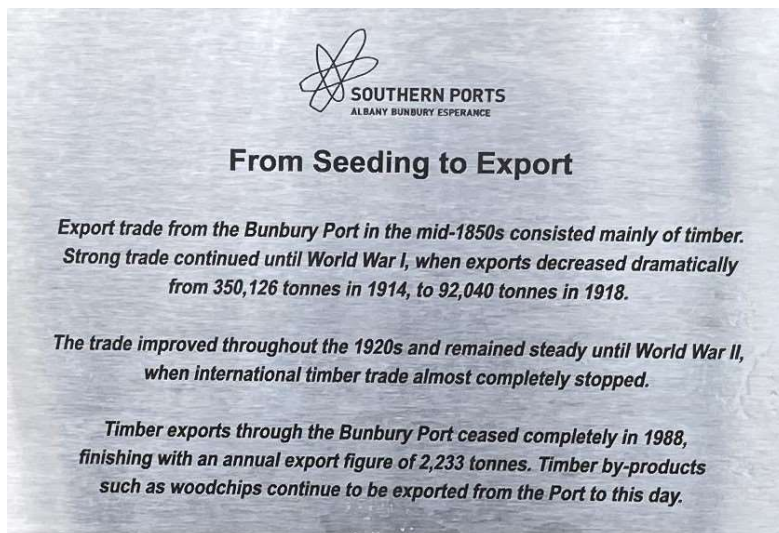 SOUTHERN PORTS
ALBANY BUNBURY ESPERANCE
From Seeding to Export
Export trade from the Bunbury Port in the mid-1850s consisted mainly of timber.
Strong trade continued until World War I, when exports decreased dramatically
from 350,126 tonnes in 1914, to 92,040 tonnes in 1918.
The trade improved throughout the 1920s and remained steady until World War II,
when international timber trade almost completely stopped.
Timber exports through the Bunbury Port ceased completely in 1988,
finishing with an annual export figure of 2,233 tonnes. Timber by-products
such as woodchips continue to be exported from the Port to this day.